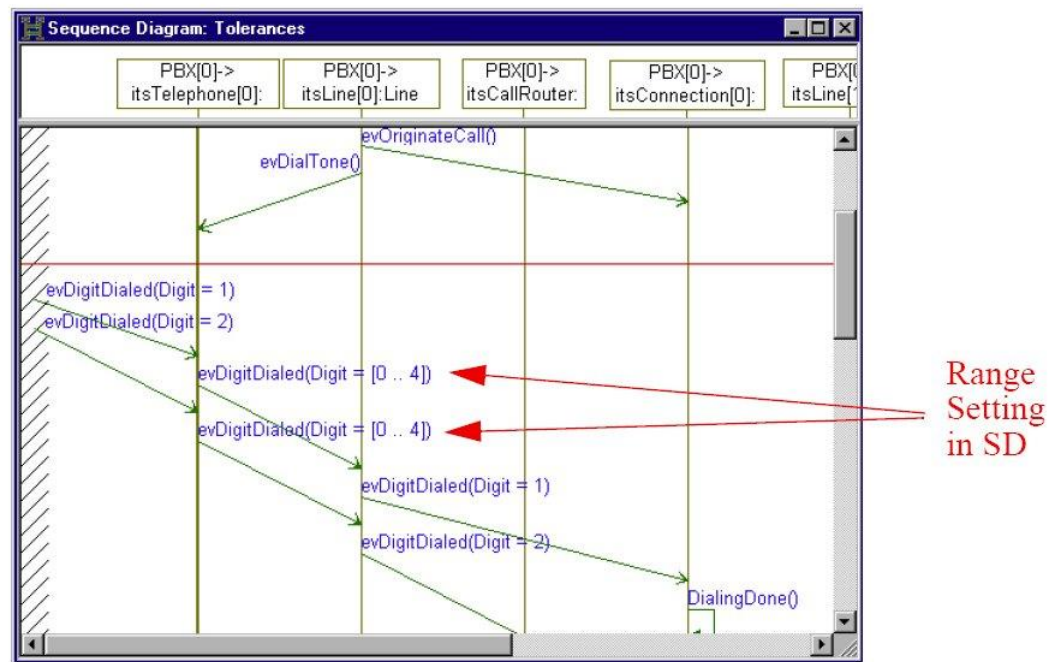 Sequence Diagram: Tolerances
PBX[0]->
itsTelephone[0]:
PBX[0]->
itsLine[0]:Line
PBX[0]->
itsCallRouter:
PBX[0]->
itsConnection[0]:
PBX[
itsLine[
evOriginateCall()
evDialTone()
evDigitDialed(Digit = 1)
evDigitDialed(Digit = 2)
evDigitDialed(Digit = [0 .. 4])
evDigitDialed(Digit = [0 .. 4])
evDigitDialed(Digit = 1)
evDigitDialed(Digit = 2)
DialingDone()
Range
Setting
in SD